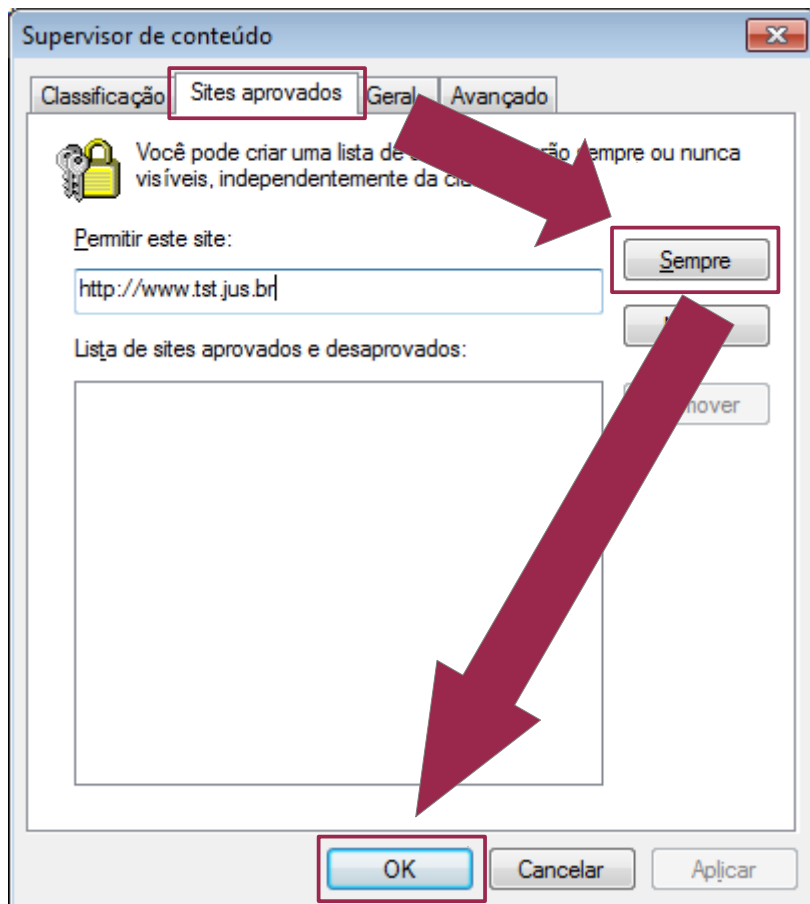 Supervisor de conteúdo
Classificação Sites aprovados Geral Avançado
Você pode criar uma lista de sempre ou nunca
visíveis, independentemente da
Permitir este site:
Sempre
http://www.tst.jus.br
Lista de sites aprovados e desaprovados:
OK Cancelar Aplicar